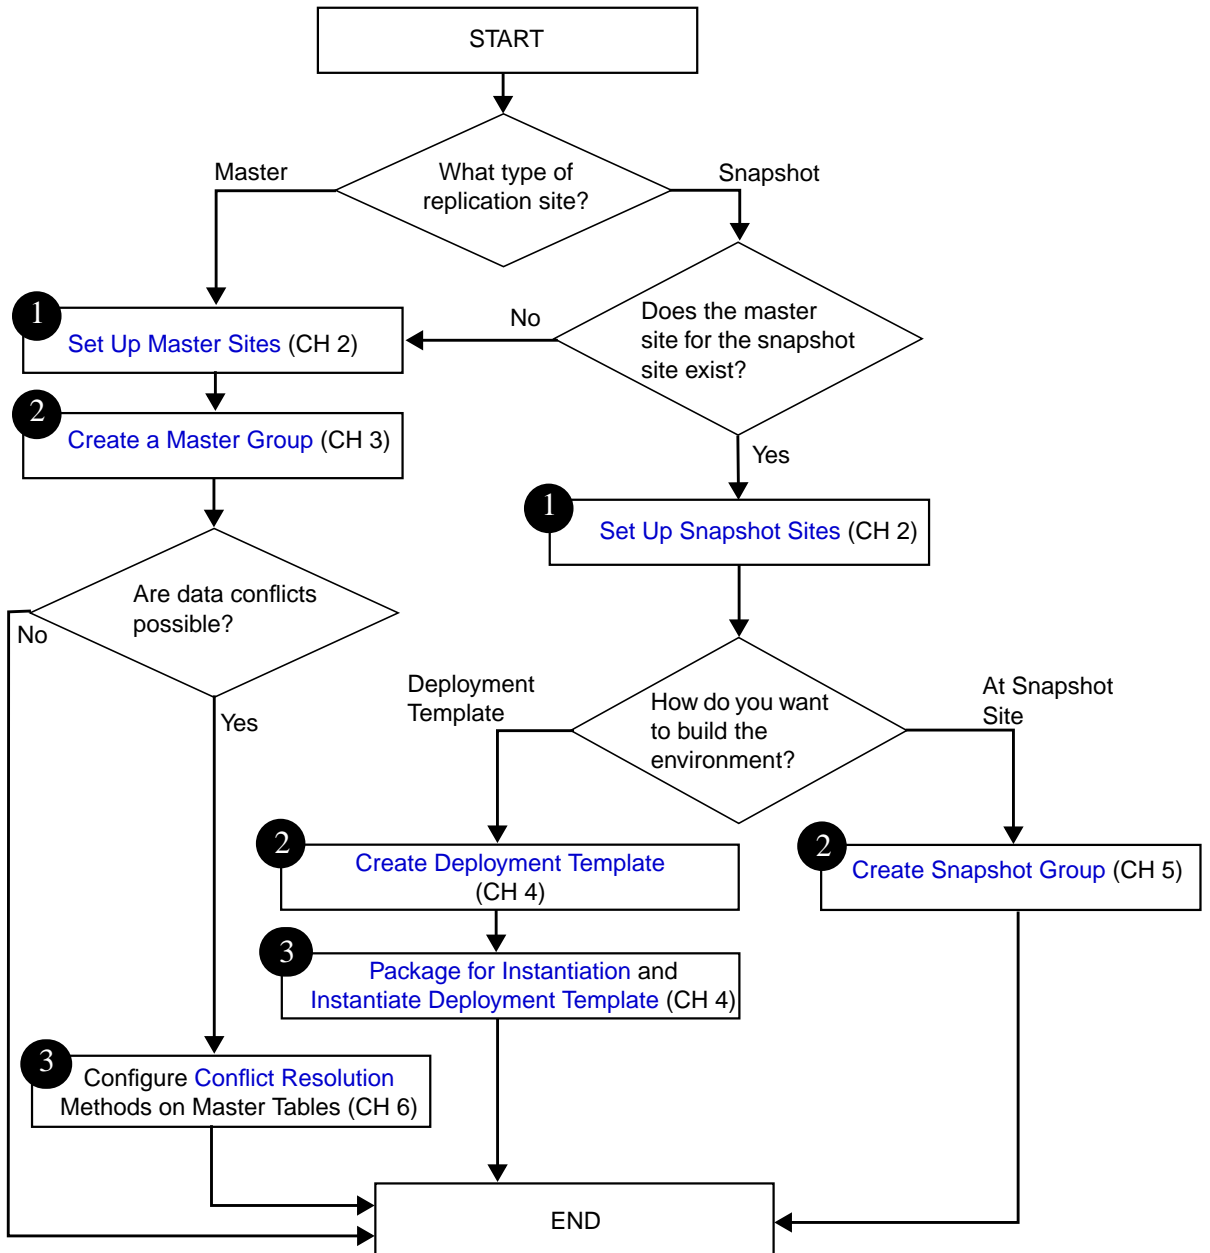 START
What type of
replication site?
Master
Snapshot
Does the master
site for the snapshot
site exist?
No
1
Set Up Master Sites (CH 2)
2
Create a Master Group (CH 3)
Yes
1
Set Up Snapshot Sites (CH 2)
Are data conflicts
possible?
No
Yes
Deployment
Template
How do you want
to build the
environment?
At Snapshot
Site
2
Create Deployment Template
(CH 4)
2
Create Snapshot Group (CH 5)
3
Package for Instantiation and
Instantiate Deployment Template (CH 4)
3
Configure Conflict Resolution
Methods on Master Tables (CH 6)
END